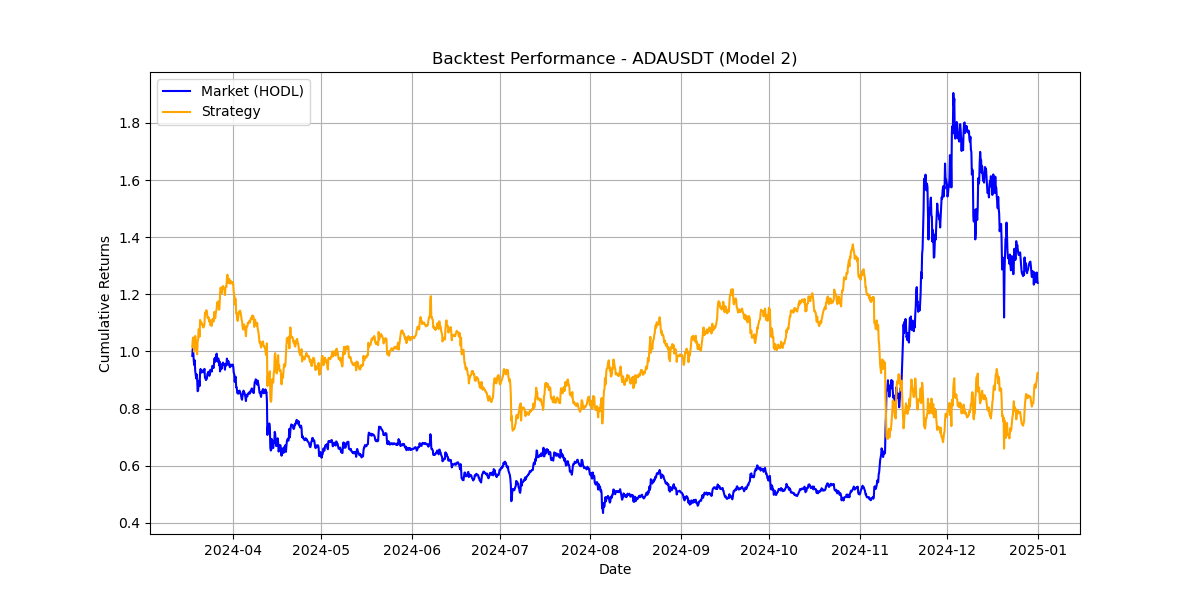 Backtest Performance - ADAUSDT (Model 2)
Market (HODL)
Strategy
Cumulative Returns
1.8
1.6
1.4
1.2
1.0
0.8
0.6
0.4
2024-04 2024-05 2024-06 2024-07 2024-08 2024-09 2024-10 2024-11 2024-12 2025-01
Date